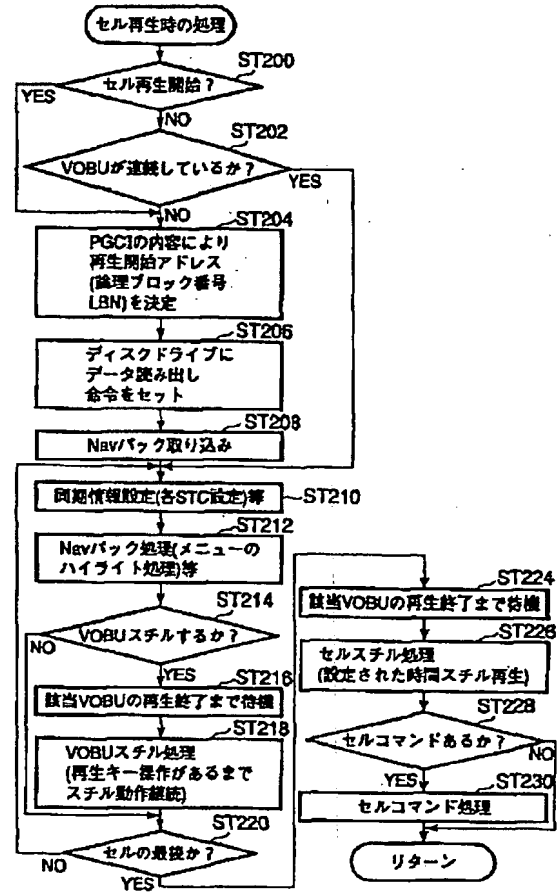 セル再生時の処理
ST200
セル再生開始？
YES
NO
ST202
VOBUが連続しているか？
YES
NO
ST204
PGCIの内容により
再生開始アドレス
(論理ブロック番号
LBN)を決定
ST206
ディスクドライブに
データ読み出し
命令をセット
ST208
Navパック取り込み
同期情報設定(各STC設定)等
ST210
ST212
Navパック処理(メニューの
ハイライト処理)等
ST214
VOBUスチルするか？
NO
YES
ST216
該当VOBUの再生終了まで待機
ST218
VOBUスチル処理
(再生キー操作があるまで
スチル動作継続)
ST220
セルの最後か？
NO
YES
ST224
該当VOBUの再生終了まで待機
ST226
セルスチル処理
(設定された時間スチル再生)
ST228
セルコマンドあるか？
NO
YES
ST230
セルコマンド処理
リターン